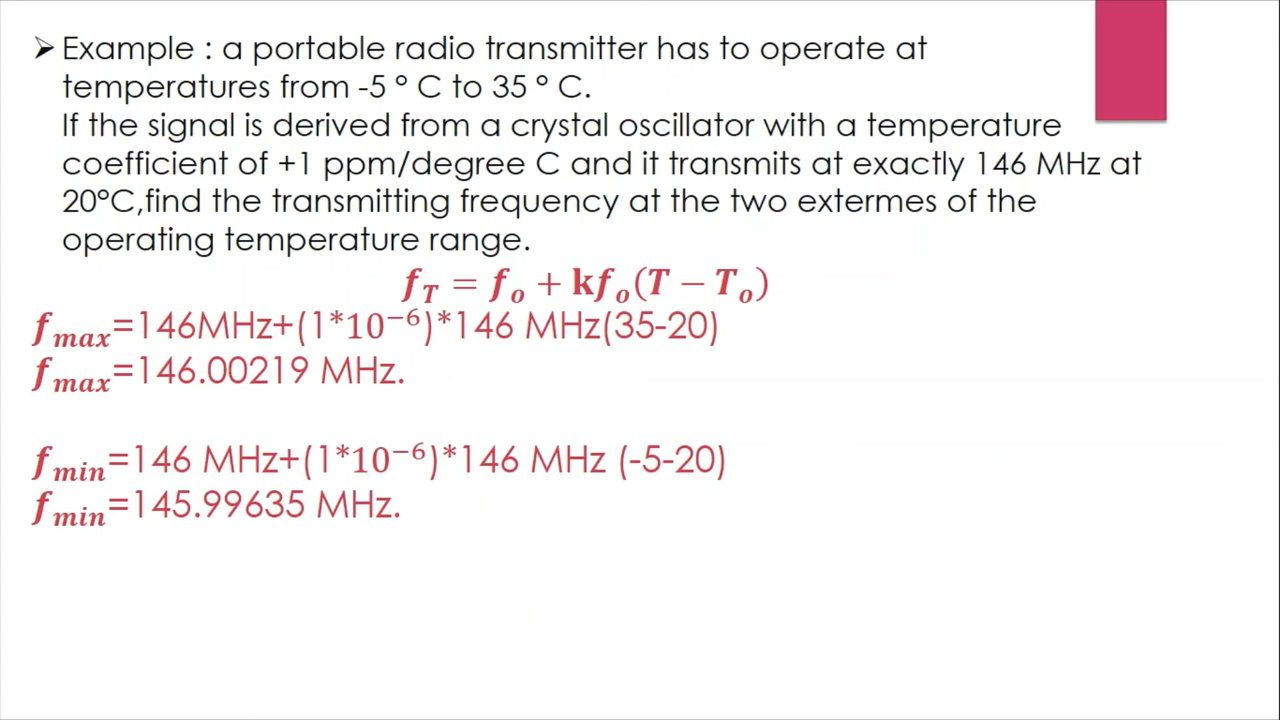 ➢ Example : a portable radio transmitter has to operate at
temperatures from -5 ° C to 35 ° C.
If the signal is derived from a crystal oscillator with a temperature
coefficient of +1 ppm/degree C and it transmits at exactly 146 MHz at
20°C,find the transmitting frequency at the two extermes of the
operating temperature range.
f_T = f_o + kf_o(T − T_o)
f_max=146MHz+(1*10⁻⁶)*146 MHz(35-20)
f_max=146.00219 MHz.
f_min=146 MHz+(1*10⁻⁶)*146 MHz (-5-20)
f_min=145.99635 MHz.